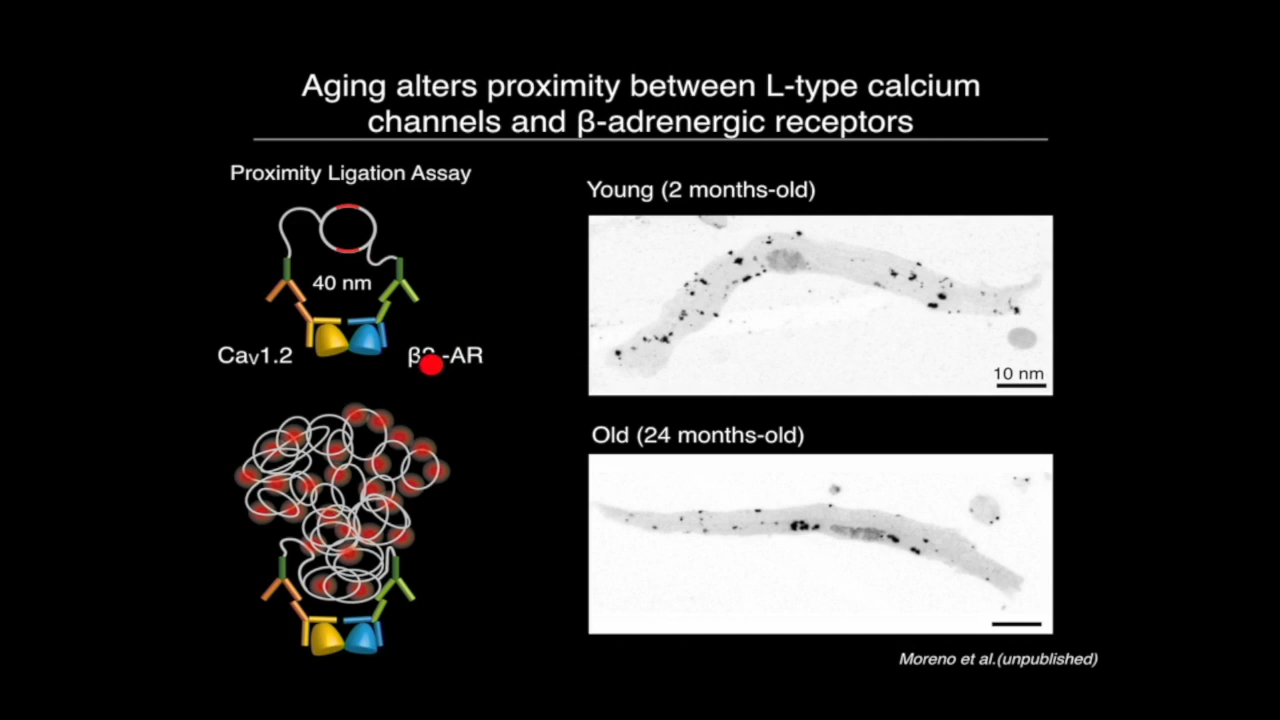 Aging alters proximity between L-type calcium
channels and β-adrenergic receptors
Proximity Ligation Assay
40 nm
Cav1.2
-AR
Young (2 months-old)
10 nm
Old (24 months-old)
Moreno et al.(unpublished)